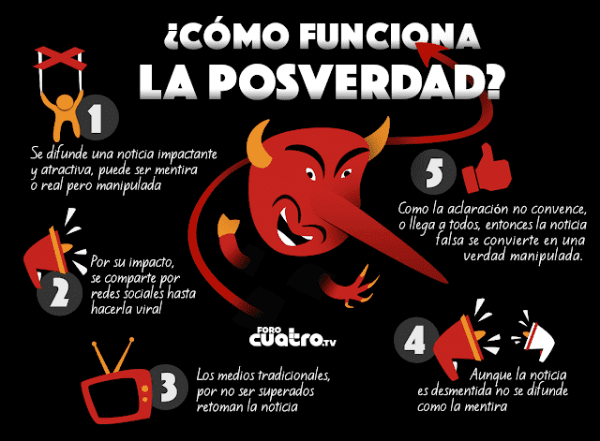 ¿CÓMO FUNCIONA
LA POSVERDAD?
1
Se difunde una noticia impactante
y atractiva, puede ser mentira
o real pero manipulada
2
Por su impacto,
se comparte por
redes sociales hasta
hacerla viral
3
Los medios tradicionales,
por no ser superados
retoman la noticia
4
Aunque la noticia
es desmentida no se difunde
como la mentira
5
Como la aclaración no convence,
o llega a todos, entonces la noticia
falsa se convierte en una
verdad manipulada.
FORO
cuatro.TV